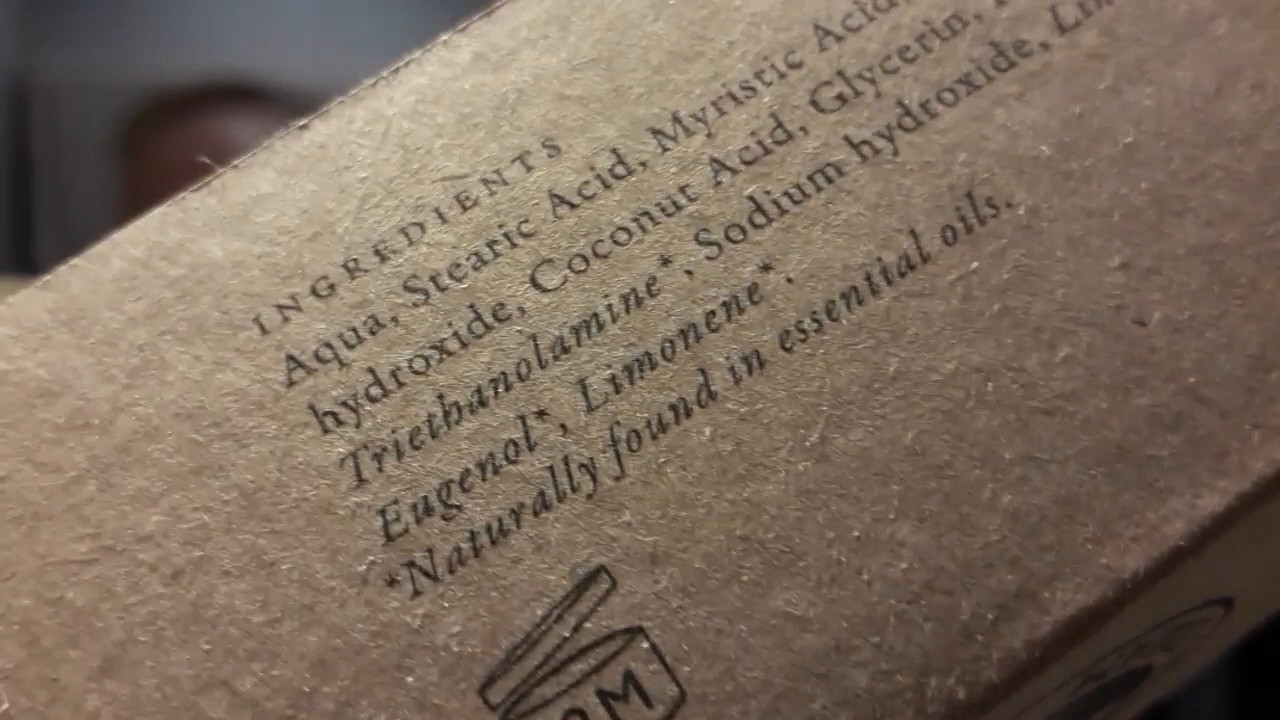 INGREDIENTS
Aqua, Stearic Acid, Myristic Acid,
hydroxide, Coconut Acid, Glycerin,
Triethanolamine*, Sodium hydroxide,
Eugenol*, Limonene*.
*Naturally found in essential oils.